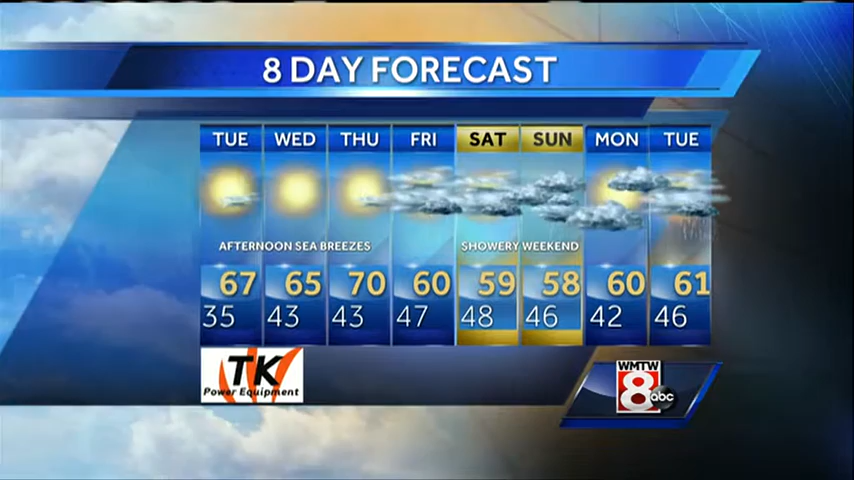 8 DAY FORECAST
TUE WED THU FRI SAT SUN MON TUE
AFTERNOON SEA BREEZES SHOWERY WEEKEND
67 65 70 60 59 58 60 61
35 43 43 47 48 46 42 46
TK
Power Equipment
WMTW
8 abc